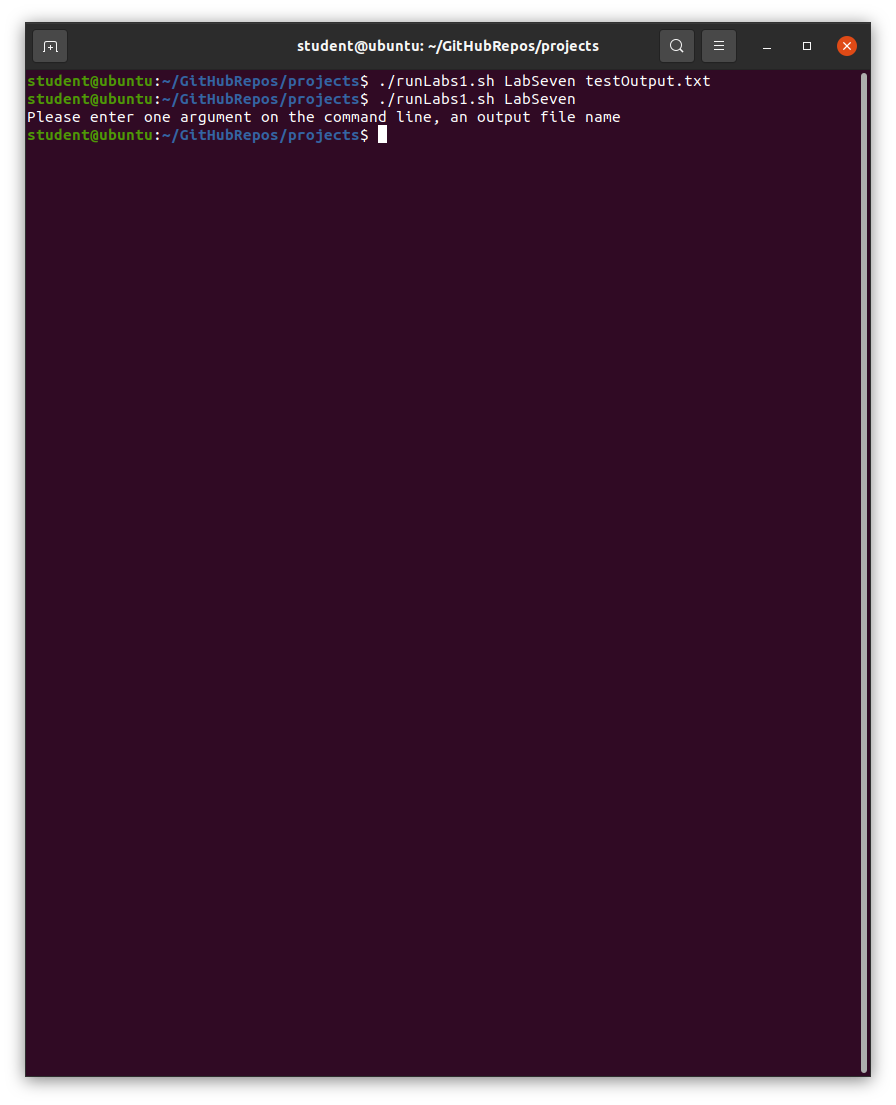 student@ubuntu: ~/GitHubRepos/projects
student@ubuntu:~/GitHubRepos/projects$ ./runLabs1.sh LabSeven testOutput.txt
student@ubuntu:~/GitHubRepos/projects$ ./runLabs1.sh LabSeven
Please enter one argument on the command line, an output file name
student@ubuntu:~/GitHubRepos/projects$